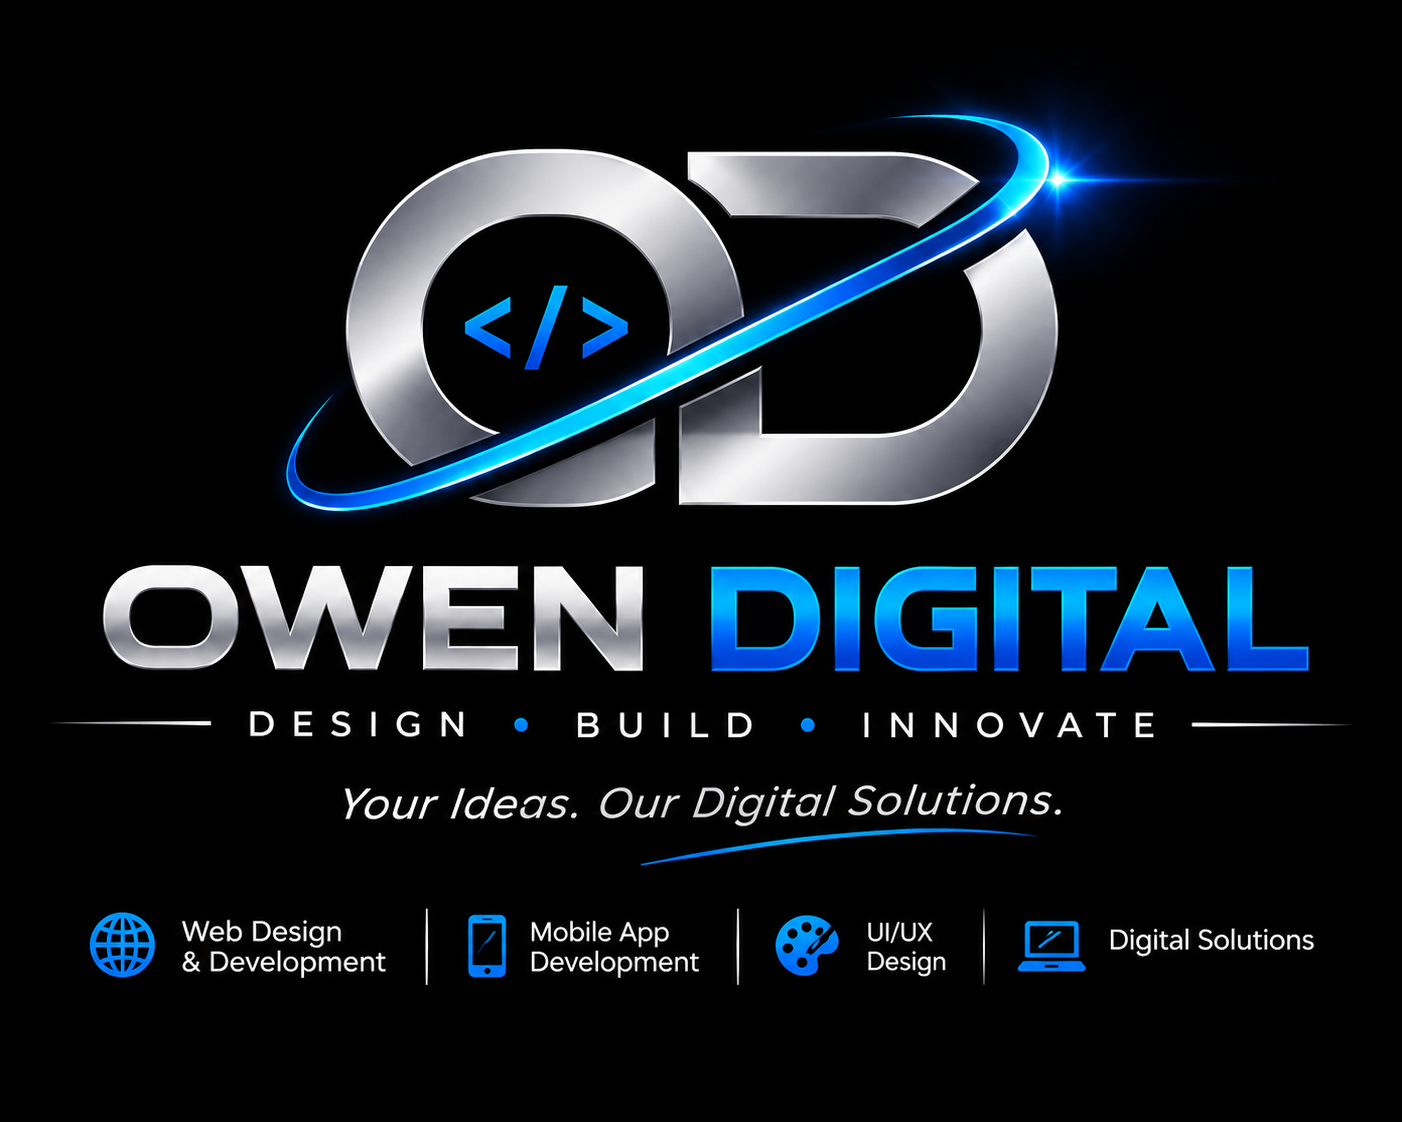 OD
</>
OWEN DIGITAL
DESIGN • BUILD • INNOVATE
Your Ideas. Our Digital Solutions.
Web Design
& Development
Mobile App
Development
UI/UX
Design
Digital Solutions